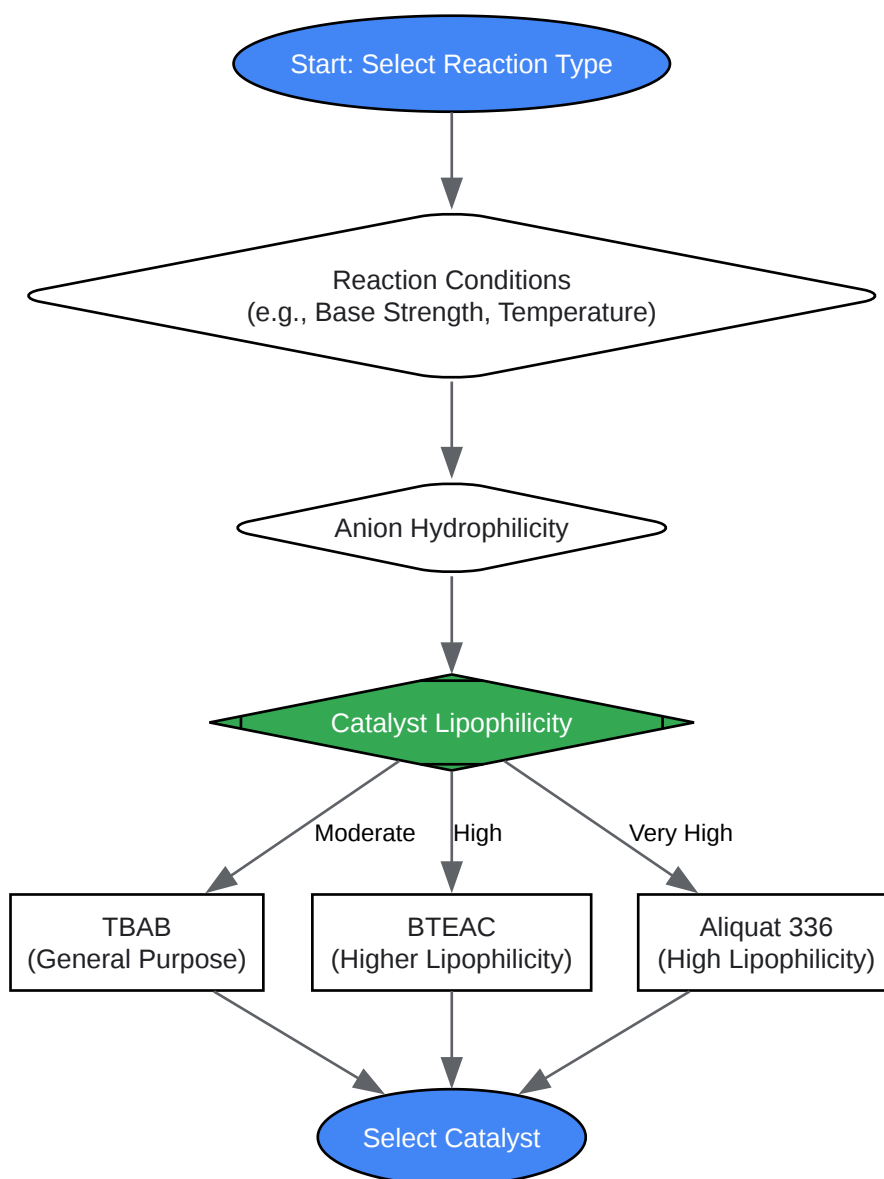 Start: Select Reaction Type
Reaction Conditions
(e.g., Base Strength, Temperature)
Anion Hydrophilicity
Catalyst Lipophilicity
Moderate
High
Very High
TBAB
(General Purpose)
BTEAC
(Higher Lipophilicity)
Aliquat 336
(High Lipophilicity)
Select Catalyst